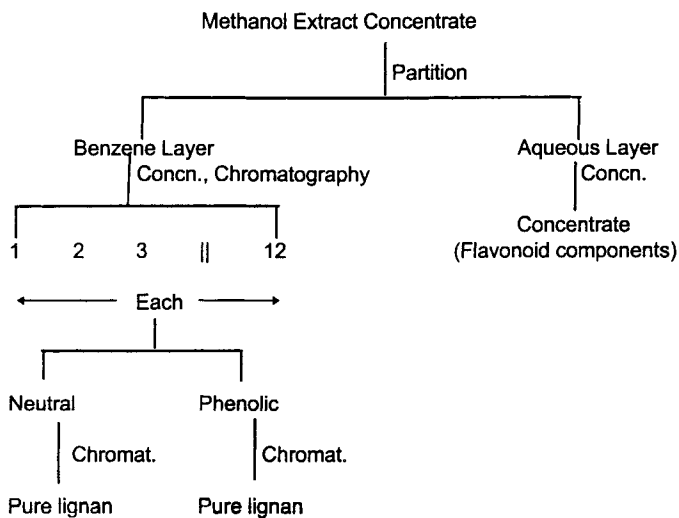 Methanol Extract Concentrate
Partition
Benzene Layer
Concn., Chromatography
Aqueous Layer
Concn.
Concentrate
(Flavonoid components)
1 2 3 || 12
Each
Neutral Phenolic
Chromat. Chromat.
Pure lignan Pure lignan